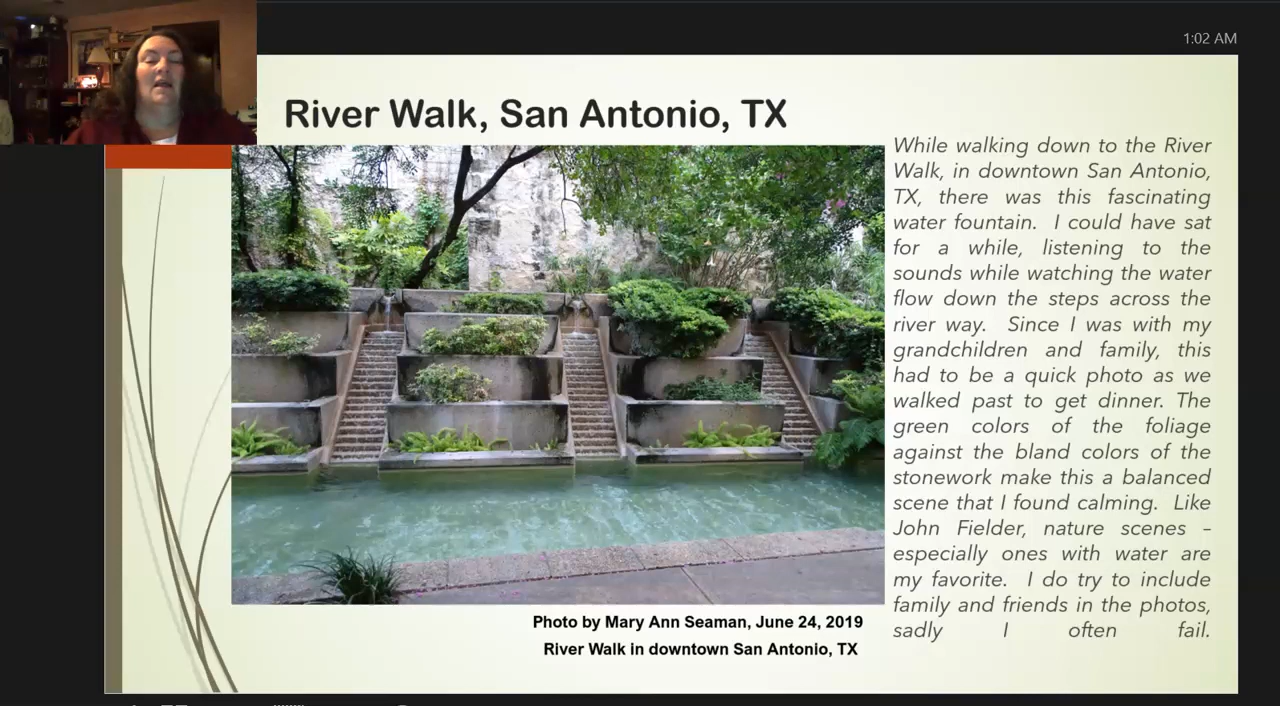 1:02 AM
River Walk, San Antonio, TX
While walking down to the River
Walk, in downtown San Antonio,
TX, there was this fascinating
water fountain. I could have sat
for a while, listening to the
sounds while watching the water
flow down the steps across the
river way. Since I was with my
grandchildren and family, this
had to be a quick photo as we
walked past to get dinner. The
green colors of the foliage
against the bland colors of the
stonework make this a balanced
scene that I found calming. Like
John Fielder, nature scenes –
especially ones with water are
my favorite. I do try to include
family and friends in the photos,
sadly I often fail.
Photo by Mary Ann Seaman, June 24, 2019
River Walk in downtown San Antonio, TX